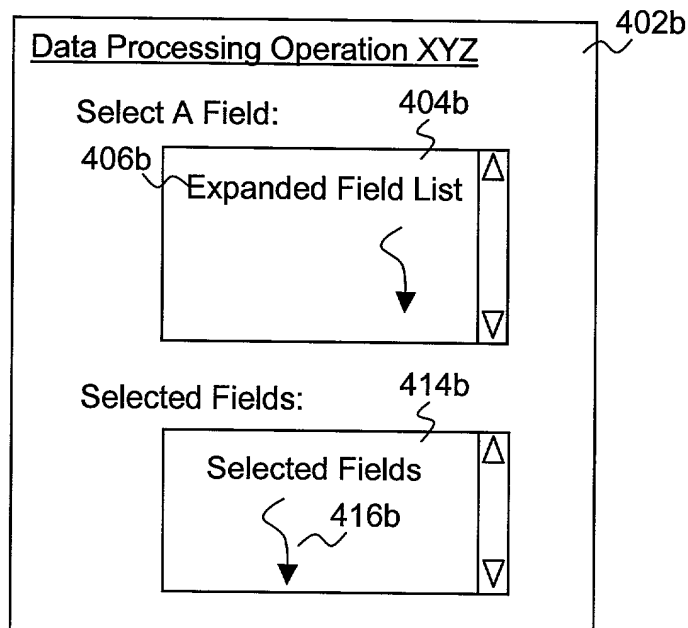 402b
Data Processing Operation XYZ
Select A Field:
404b
406b
Expanded Field List
Selected Fields:
414b
Selected Fields
416b